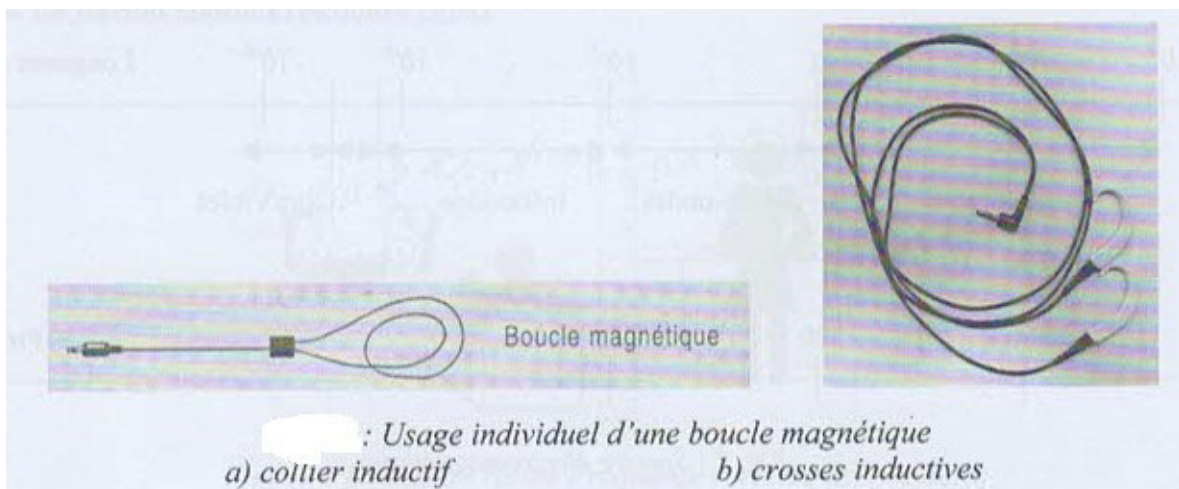 Boucle magnétique
: Usage individuel d'une boucle magnétique
a) collier inductif b) crosses inductives